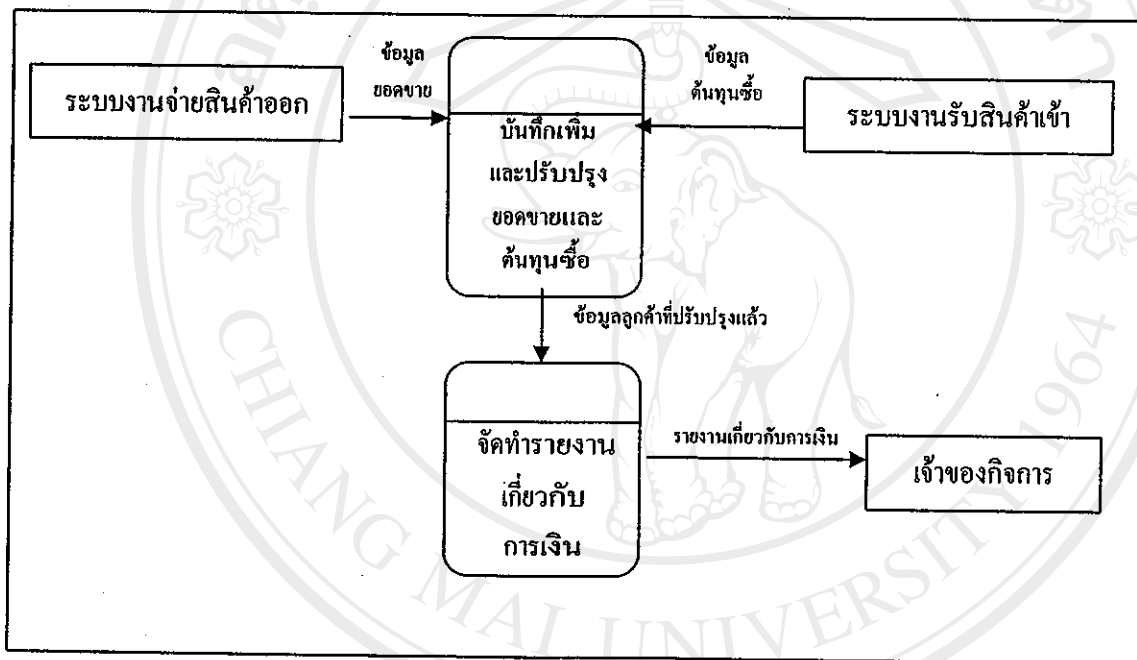 ข้อมูล
ยอดขาย
ระบบงานจ่ายสินค้าออก
ข้อมูล
ต้นทุนซื้อ
ระบบงานรับสินค้าเข้า
บันทึกเพิ่ม
และปรับปรุง
ยอดขายและ
ต้นทุนซื้อ
ข้อมูลลูกค้าที่ปรับปรุงแล้ว
จัดทำรายงาน
เกี่ยวกับ
การเงิน
รายงานเกี่ยวกับการเงิน
เจ้าของกิจการ
CHIANG MAI UNIVERSITY 1964